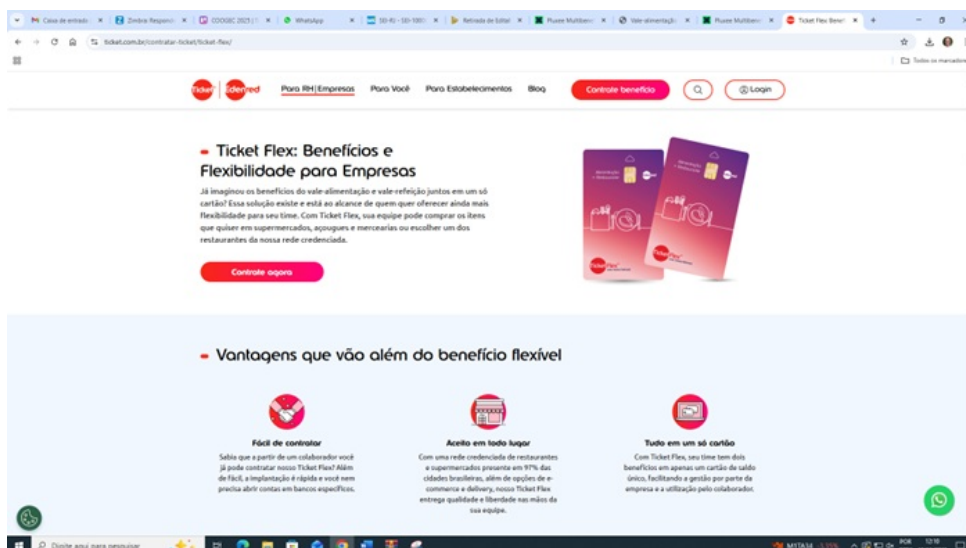 Caixa de entrada
Zimbra: Respond
COOGEC 2023 (1
WhatsApp
Retirada de Edital
Pluxee Multibene
Vale-alimentaçã
Pluxee Multibene
Ticket Flex: Benef
ticket.com.br/contratar-ticket/ticket-flex/
Todos os marcadores
Ticket Edenred
Para RH|Empresas
Para Você
Para Estabelecimentos
Blog
Contrate benefício
Login
Ticket Flex: Benefícios e
Flexibilidade para Empresas
Já imaginou os benefícios do vale-alimentação e vale-refeição juntos em um só
cartão? Essa solução existe e está ao alcance de quem quer oferecer ainda mais
flexibilidade para seu time. Com Ticket Flex, sua equipe pode comprar os itens
que quiser em supermercados, açougues e mercearias ou escolher um dos
restaurantes da nossa rede credenciada.
Contrate agora
Vantagens que vão além do benefício flexível
Fácil de contratar
Sabia que a partir de um colaborador você
já pode contratar nosso Ticket Flex? Além
de fácil, a implantação é rápida e você nem
precisa abrir contas em bancos específicos.
Aceito em todo lugar
Com uma rede credenciada de restaurantes
e supermercados presente em 97% das
cidades brasileiras, além de opções de e-
commerce e delivery, nosso Ticket Flex
entrega qualidade e liberdade nas mãos da
sua equipe.
Tudo em um só cartão
Com Ticket Flex, seu time tem dois
benefícios em apenas um cartão de saldo
único, facilitando a gestão por parte da
empresa e a utilização pelo colaborador.
Digite aqui para pesquisar
POR
12:10